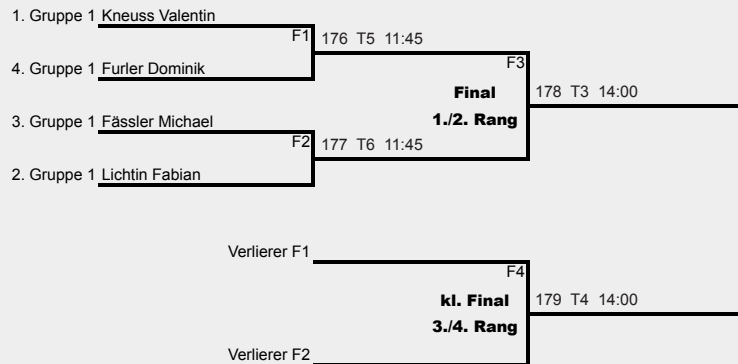 1. Gruppe 1 Kneuss Valentin
F1 176 T5 11:45
4. Gruppe 1 Furler Dominik
F3
Final
1./2. Rang
178 T3 14:00
3. Gruppe 1 Fässler Michael
F2 177 T6 11:45
2. Gruppe 1 Lichtin Fabian
Verlierer F1
F4
kl. Final
3./4. Rang
179 T4 14:00
Verlierer F2